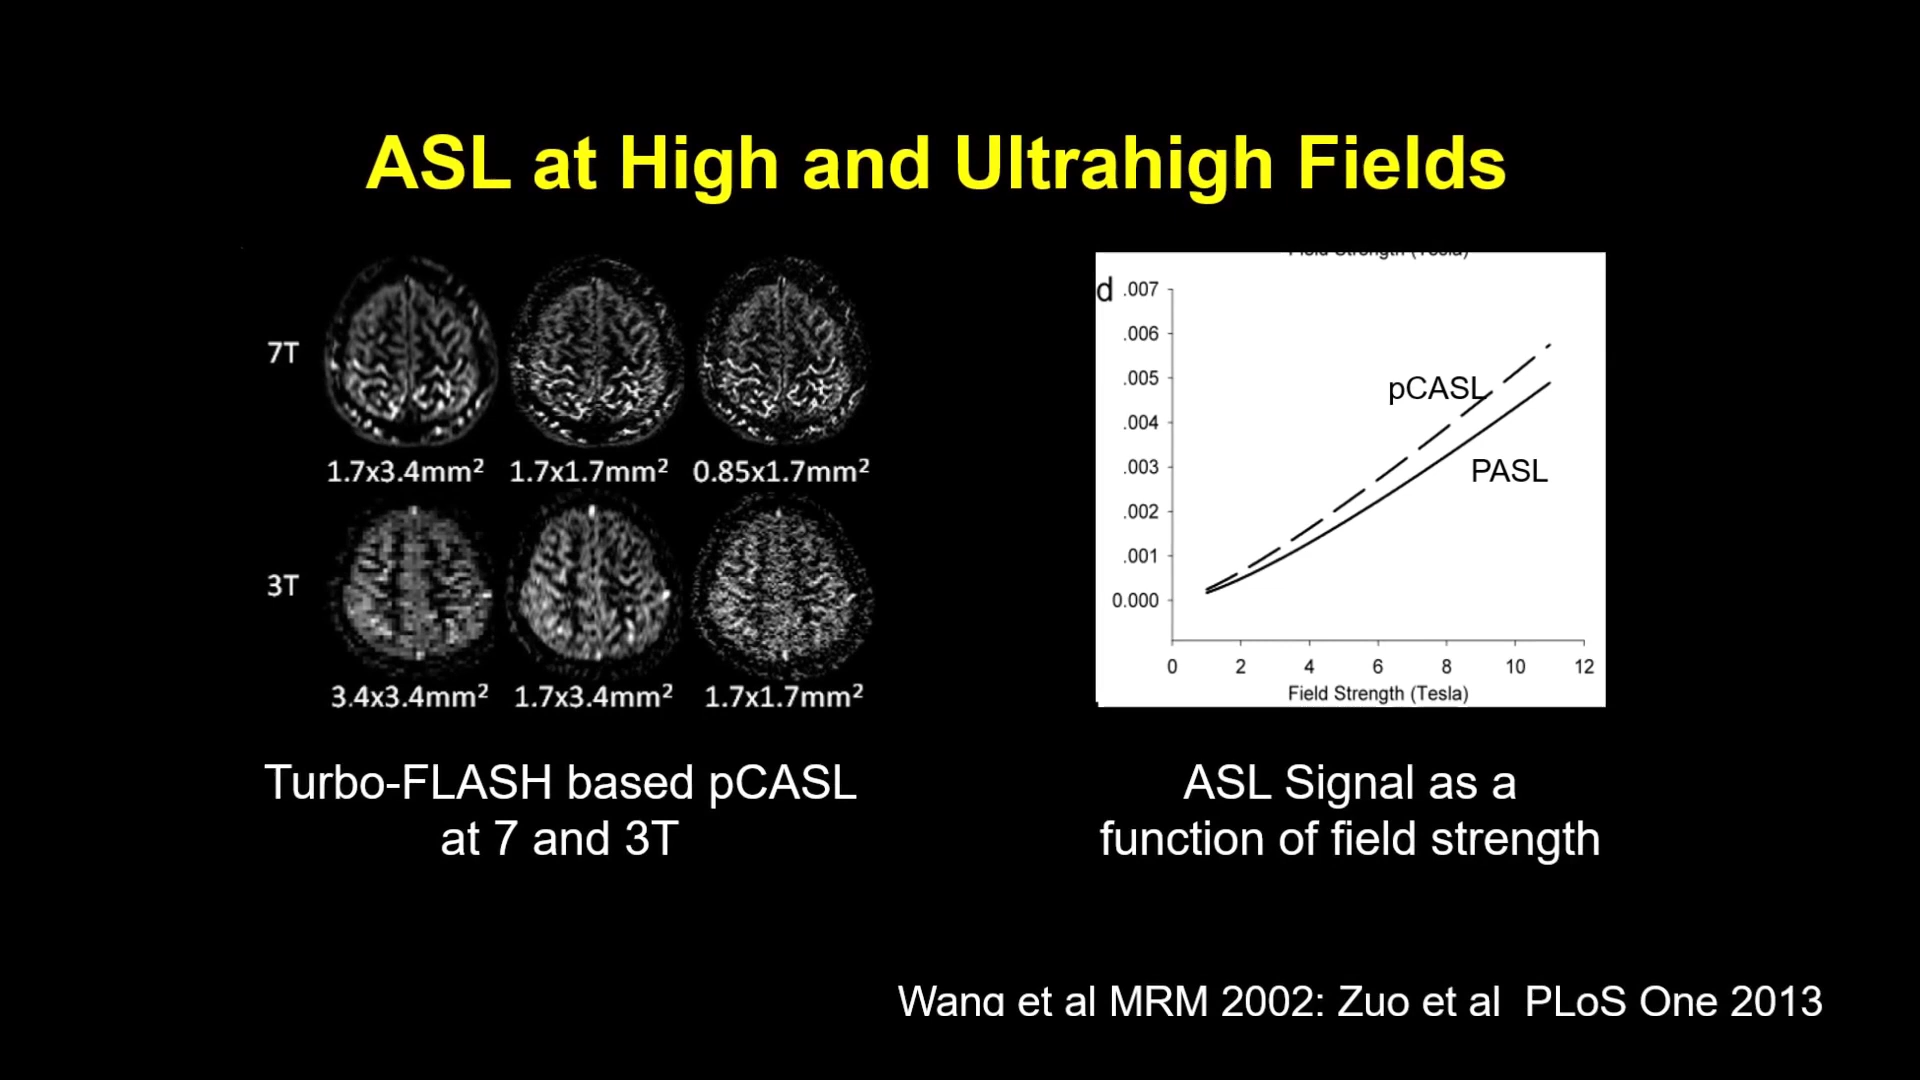 ASL at High and Ultrahigh Fields
7T
1.7x3.4mm²
1.7x1.7mm²
0.85x1.7mm²
3T
3.4x3.4mm²
1.7x3.4mm²
1.7x1.7mm²
Turbo-FLASH based pCASL
at 7 and 3T
Field Strength (Tesla)
d
.007
.006
.005
.004
.003
.002
.001
0.000
pCASL
PASL
0 2 4 6 8 10 12
Field Strength (Tesla)
ASL Signal as a
function of field strength
Wang et al MRM 2002: Zuo et al PLoS One 2013